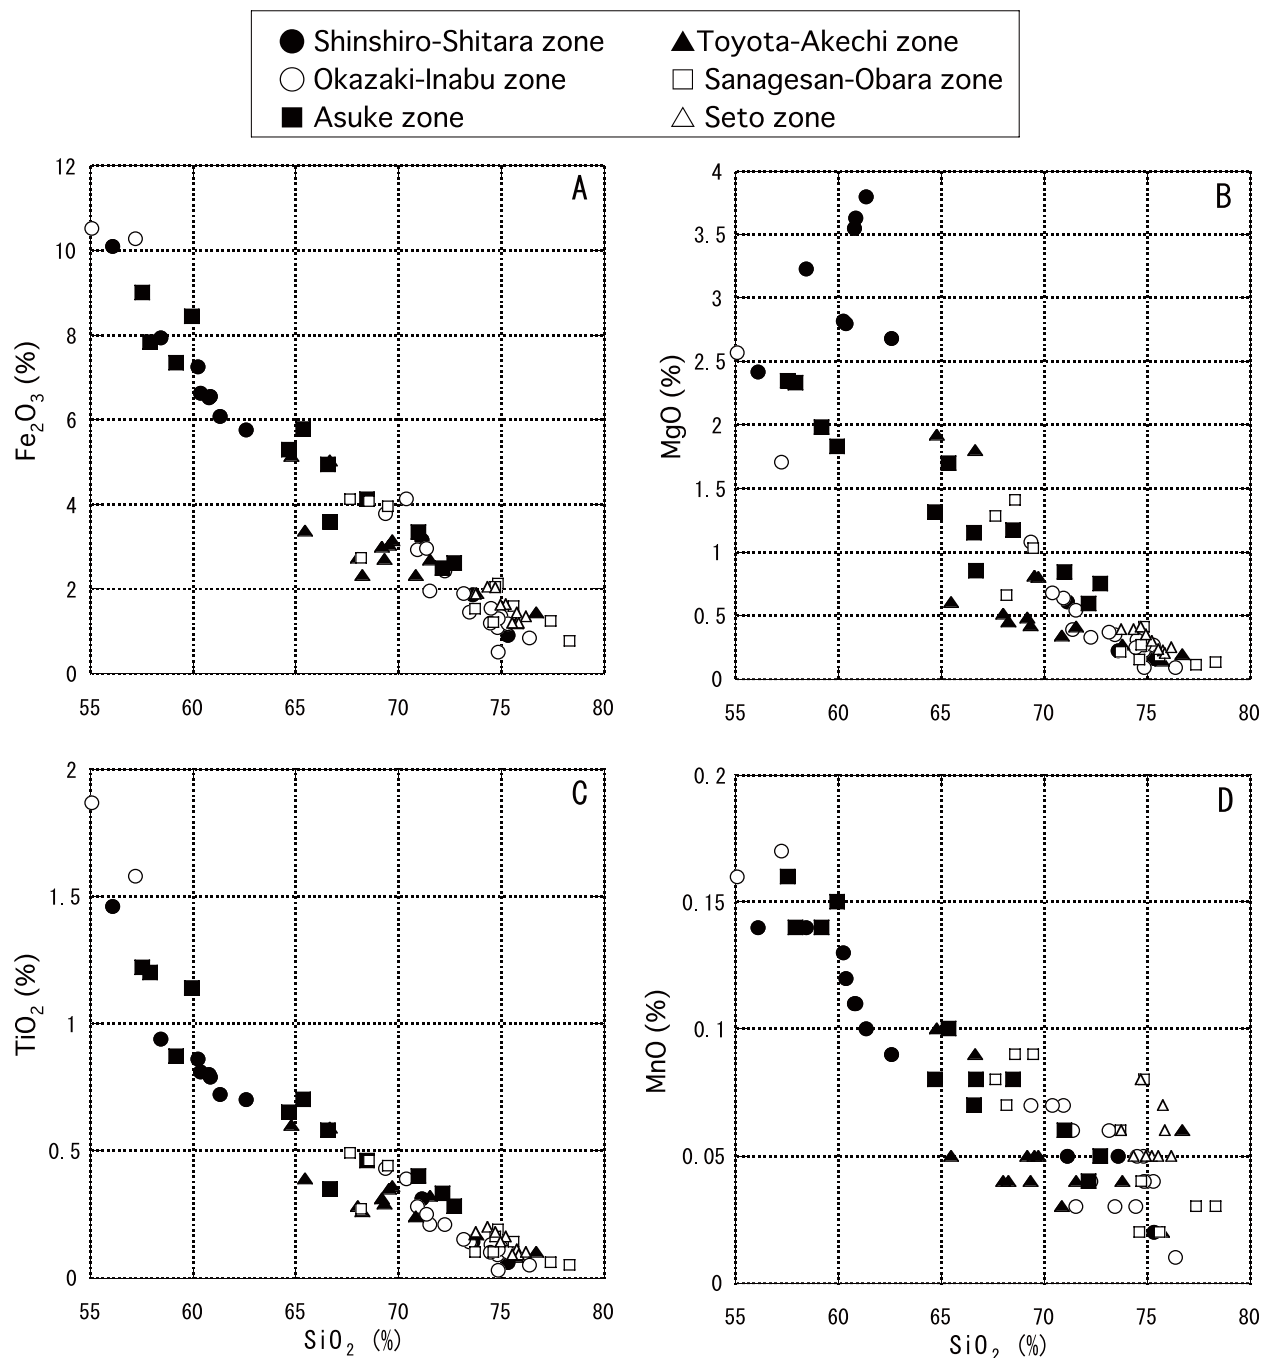 Shinshiro-Shitara zone
Toyota-Akechi zone
Okazaki-Inabu zone
Sanagesan-Obara zone
Asuke zone
Seto zone
A
Fe₂O₃ (%)
12
10
8
6
4
2
0
55 60 65 70 75 80
B
MgO (%)
4
3.5
3
2.5
2
1.5
1
0.5
0
55 60 65 70 75 80
C
TiO₂ (%)
2
1.5
1
0.5
0
55 60 65 70 75 80
SiO₂ (%)
D
MnO (%)
0.2
0.15
0.1
0.05
0
55 60 65 70 75 80
SiO₂ (%)